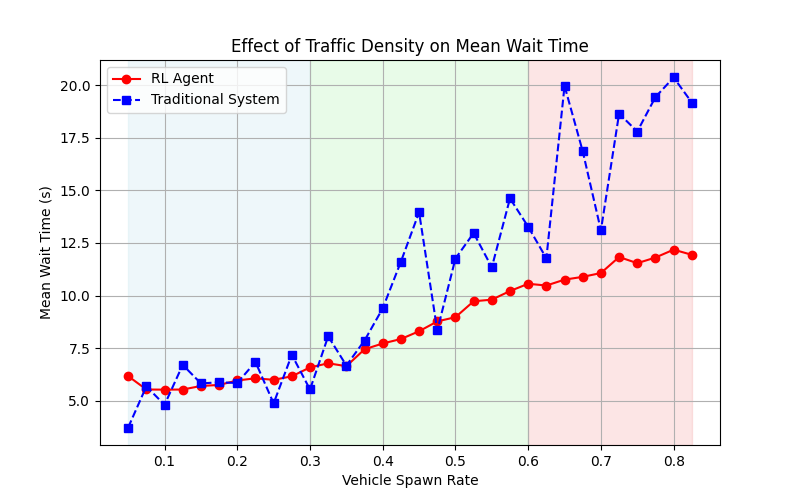 Effect of Traffic Density on Mean Wait Time
RL Agent
Traditional System
Mean Wait Time (s)
20.0
17.5
15.0
12.5
10.0
7.5
5.0
0.1 0.2 0.3 0.4 0.5 0.6 0.7 0.8
Vehicle Spawn Rate